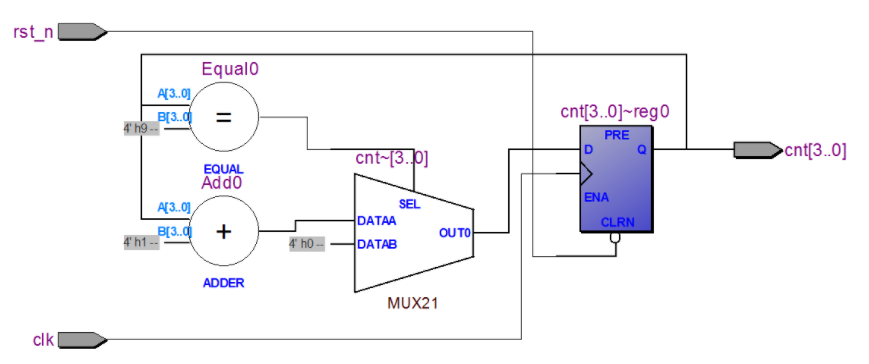 rst_n
Equal0
A[3..0]
B[3..0]
4' h9 --
=
EQUAL
cnt~[3..0]
cnt[3..0]~reg0
PRE
D
Q
ENA
CLRN
cnt[3..0]
Add0
A[3..0]
B[3..0]
4' h1 --
+
ADDER
SEL
DATAA
4' h0 --
DATAB
OUT0
MUX21
clk